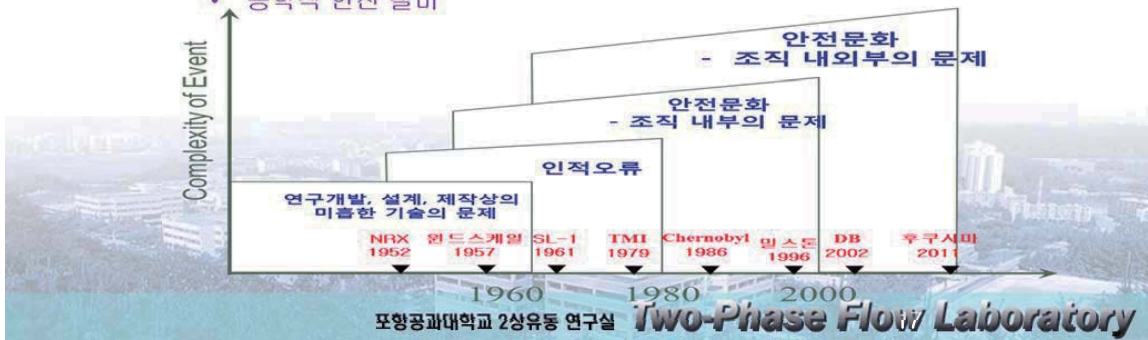 Complexity of Event
안전문화
- 조직 내외부의 문제
안전문화
- 조직 내부의 문제
인적오류
연구개발, 설계, 제작상의
미흡한 기술의 문제
NRX 윈드스케일 SL-1 TMI Chernobyl 밀스톤 DB 후쿠시마
1952 1957 1961 1979 1986 1996 2002 2011
1960 1980 2000
포항공과대학교 2상유동 연구실 Two-Phase Flow Laboratory
17